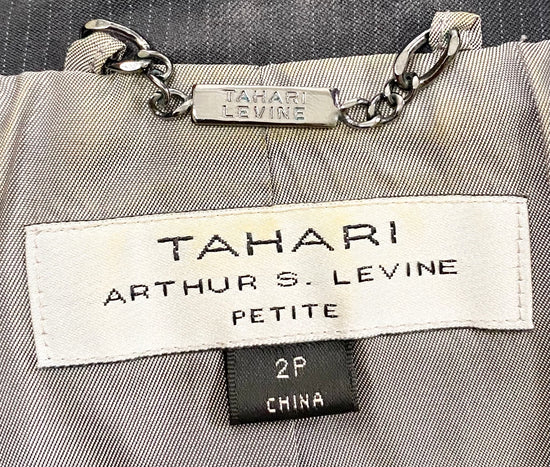 TAHARI
LEVINE
TAHARI
ARTHUR S. LEVINE
PETITE
2P
CHINA